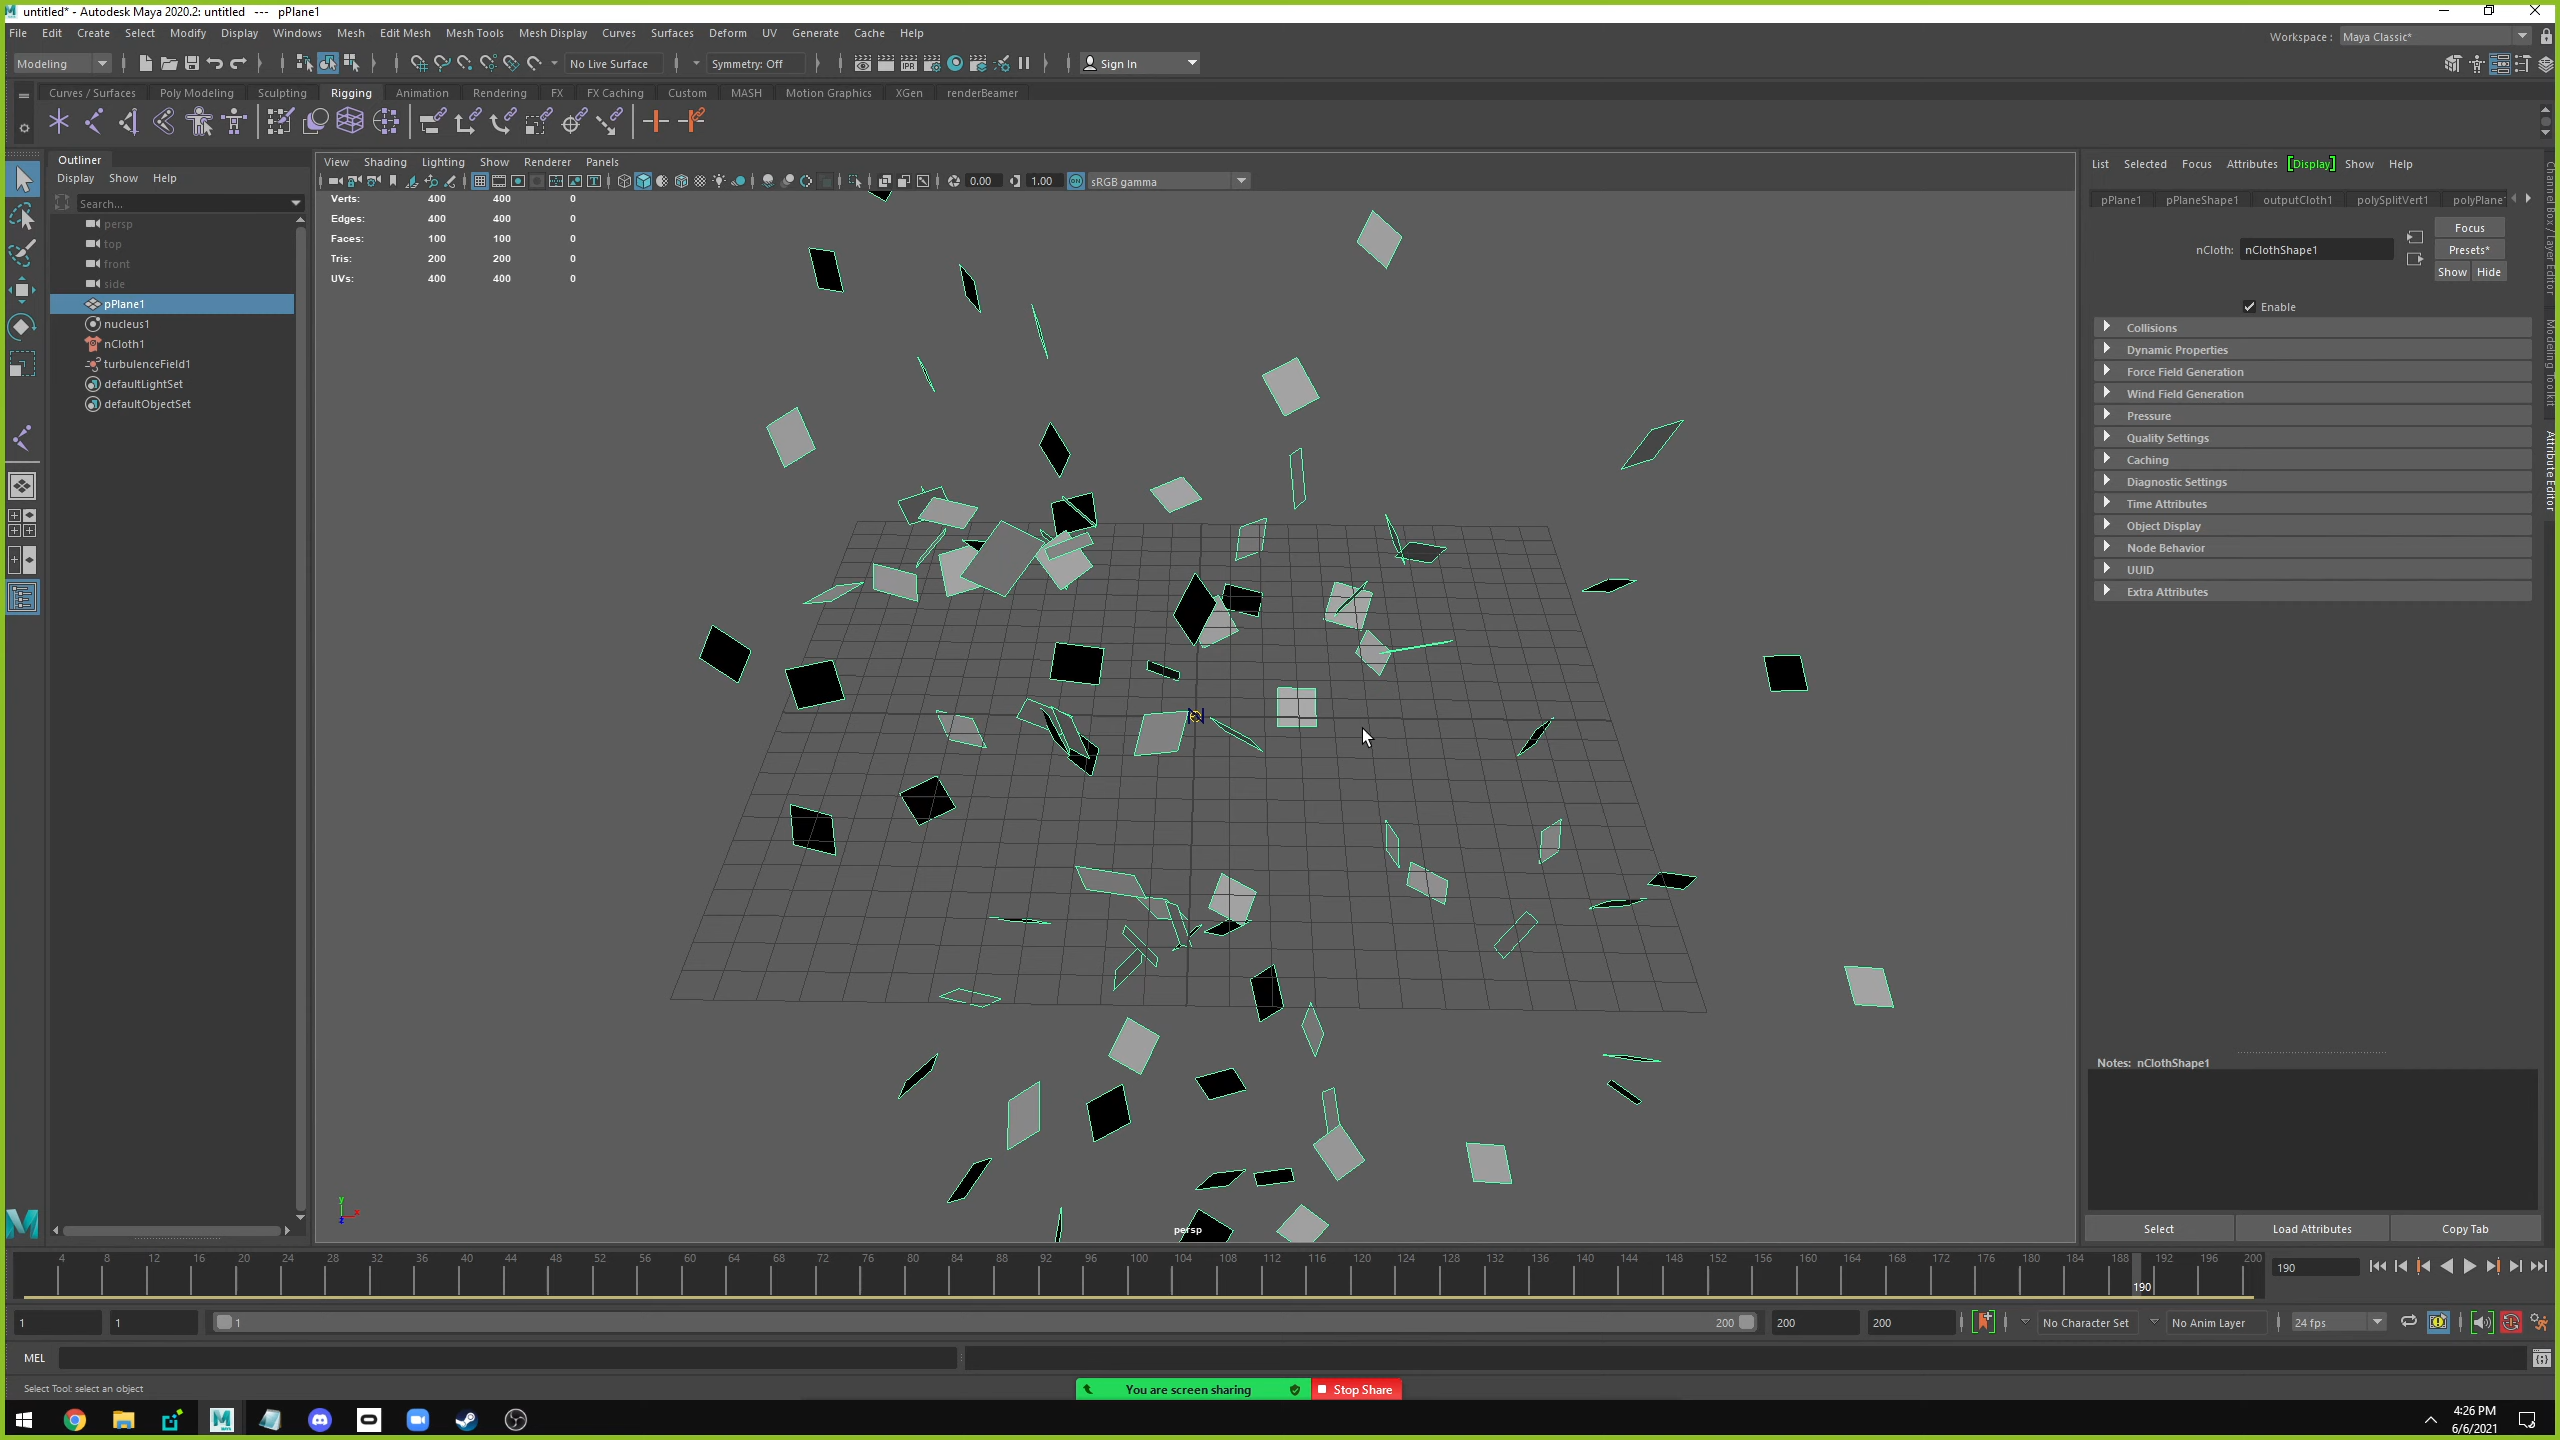 untitled* - Autodesk Maya 2020.2: untitled --- pPlane1
File Edit Create Select Modify Display Windows Mesh Edit Mesh Mesh Tools Mesh Display Curves Surfaces Deform UV Generate Cache Help
Workspace : Maya Classic*
Modeling No Live Surface Symmetry: Off Sign In
Curves / Surfaces Poly Modeling Sculpting Rigging Animation Rendering FX FX Caching Custom MASH Motion Graphics XGen renderBeamer
Outliner
Display Show Help
Search...
persp
top
front
side
pPlane1
nucleus1
nCloth1
turbulenceField1
defaultLightSet
defaultObjectSet
View Shading Lighting Show Renderer Panels
0.00 1.00 ON sRGB gamma
Verts: 400 400 0
Edges: 400 400 0
Faces: 100 100 0
Tris: 200 200 0
UVs: 400 400 0
persp
List Selected Focus Attributes [Display] Show Help
pPlane1 pPlaneShape1 outputCloth1 polySplitVert1 polyPlane
Focus
nCloth: nClothShape1
Presets*
Show Hide
Enable
Collisions
Dynamic Properties
Force Field Generation
Wind Field Generation
Pressure
Quality Settings
Caching
Diagnostic Settings
Time Attributes
Object Display
Node Behavior
UUID
Extra Attributes
Notes: nClothShape1
Select Load Attributes Copy Tab
Channel Box / Layer Editor
Modeling Toolkit
Attribute Editor
4 8 12 16 20 24 28 32 36 40 44 48 52 56 60 64 68 72 76 80 84 88 92 96 100 104 108 112 116 120 124 128 132 136 140 144 148 152 156 160 164 168 172 176 180 184 188 192 196 200
190
190
1 1 1 200 200 200 No Character Set No Anim Layer 24 fps
MEL
Select Tool: select an object
You are screen sharing Stop Share
4:26 PM
6/6/2021